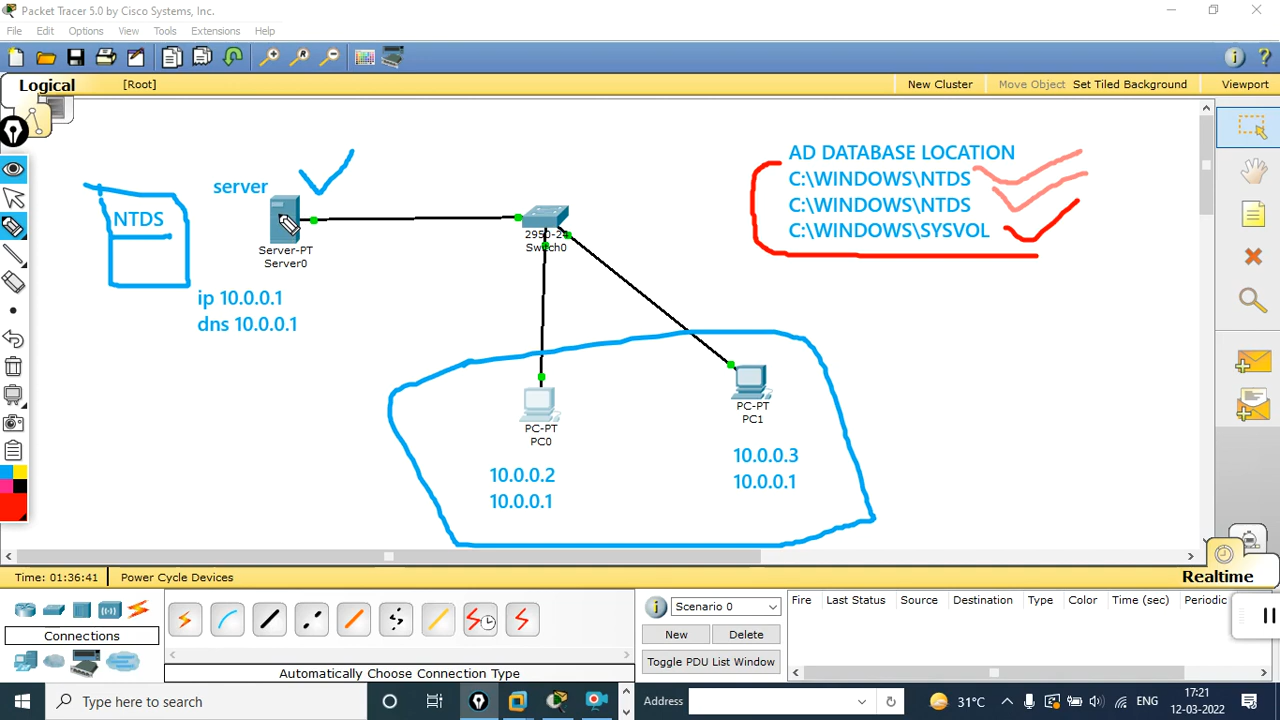 Packet Tracer 5.0 by Cisco Systems, Inc.
File Edit Options View Tools Extensions Help
Logical [Root] New Cluster Move Object Set Tiled Background Viewport
AD DATABASE LOCATION
C:\WINDOWS\NTDS
C:\WINDOWS\NTDS
C:\WINDOWS\SYSVOL
server
NTDS
Server-PT
Server0
ip 10.0.0.1
dns 10.0.0.1
2950-24
Switch0
PC-PT
PC0
10.0.0.2
10.0.0.1
PC-PT
PC1
10.0.0.3
10.0.0.1
Realtime
Time: 01:36:41 Power Cycle Devices
Connections
Automatically Choose Connection Type
Scenario 0
New Delete
Toggle PDU List Window
Fire Last Status Source Destination Type Color Time (sec) Periodic
Type here to search
Address
31°C
ENG
17:21
12-03-2022